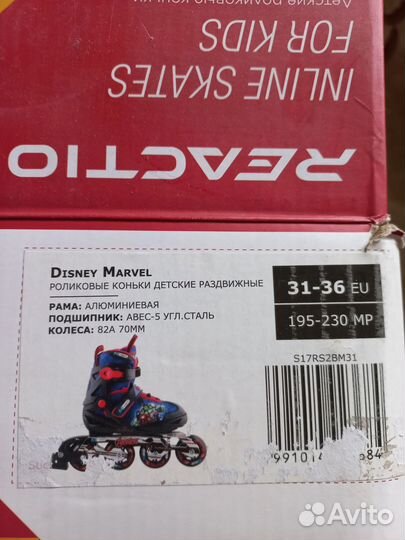 Детские роликовые коньки
FOR KIDS
INLINE SKATES
REACTIO
DISNEY MARVEL
РОЛИКОВЫЕ КОНЬКИ ДЕТСКИЕ РАЗДВИЖНЫЕ
РАМА: АЛЮМИНИЕВАЯ
ПОДШИПНИК: ABEC-5 УГЛ.СТАЛЬ
КОЛЕСА: 82А 70ММ
31-36 EU
195-230 МР
S17RS2BM31
Avito